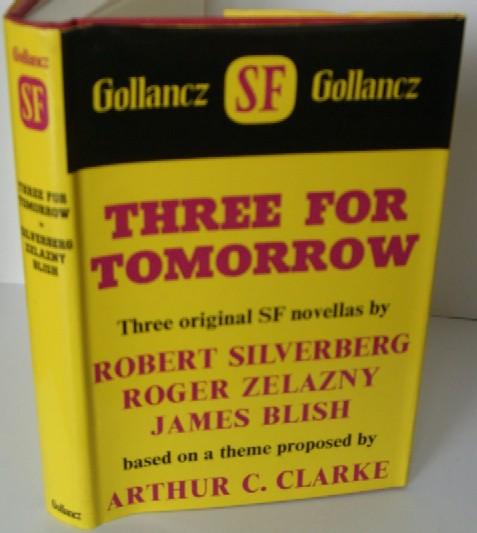 Gollancz
SF
THREE FOR
TOMORROW
SILVERBERG
ZELAZNY
BLISH
Gollancz
Gollancz SF Gollancz
THREE FOR
TOMORROW
Three original SF novellas by
ROBERT SILVERBERG
ROGER ZELAZNY
JAMES BLISH
based on a theme proposed by
ARTHUR C. CLARKE